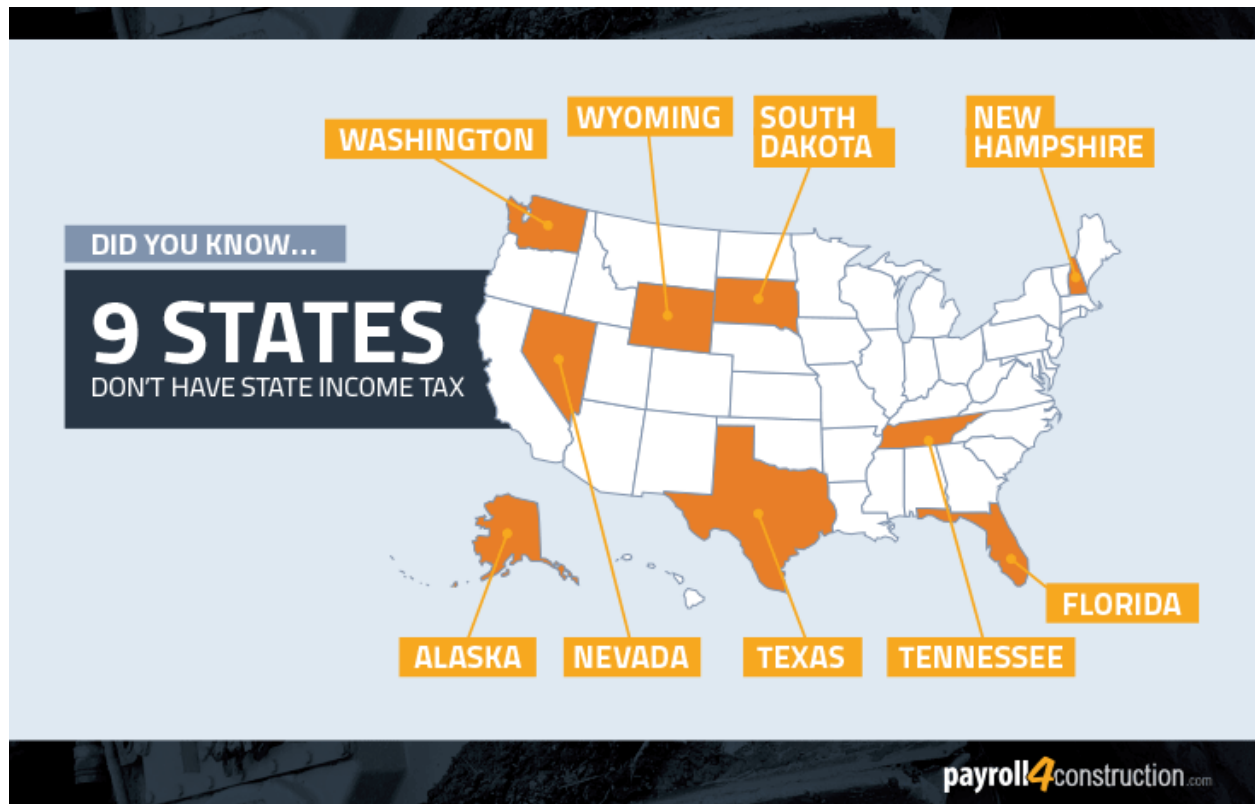 WASHINGTON
WYOMING
SOUTH
DAKOTA
NEW
HAMPSHIRE
DID YOU KNOW...
9 STATES
DON'T HAVE STATE INCOME TAX
FLORIDA
ALASKA
NEVADA
TEXAS
TENNESSEE
payroll4construction.com